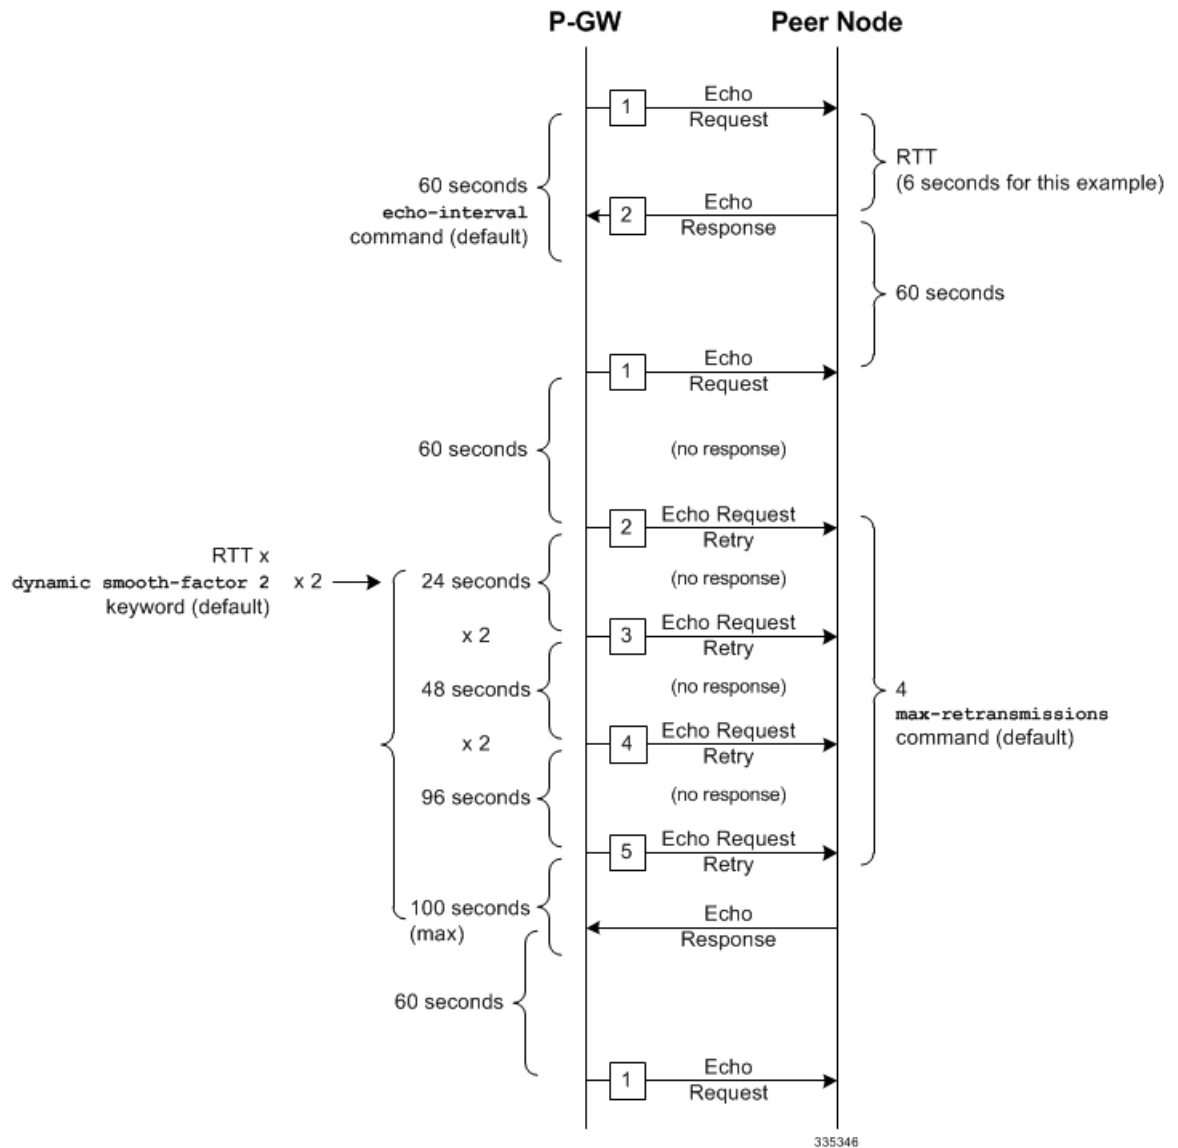 P-GW
Peer Node
1
Echo
Request
RTT
(6 seconds for this example)
60 seconds
echo-interval
command (default)
2
Echo
Response
60 seconds
1
Echo
Request
60 seconds
(no response)
2
Echo Request
Retry
RTT x
dynamic smooth-factor 2
keyword (default)
x 2
24 seconds
(no response)
x 2
3
Echo Request
Retry
48 seconds
(no response)
4
max-retransmissions
command (default)
x 2
4
Echo Request
Retry
96 seconds
(no response)
5
Echo Request
Retry
100 seconds
(max)
Echo
Response
60 seconds
1
Echo
Request
335346